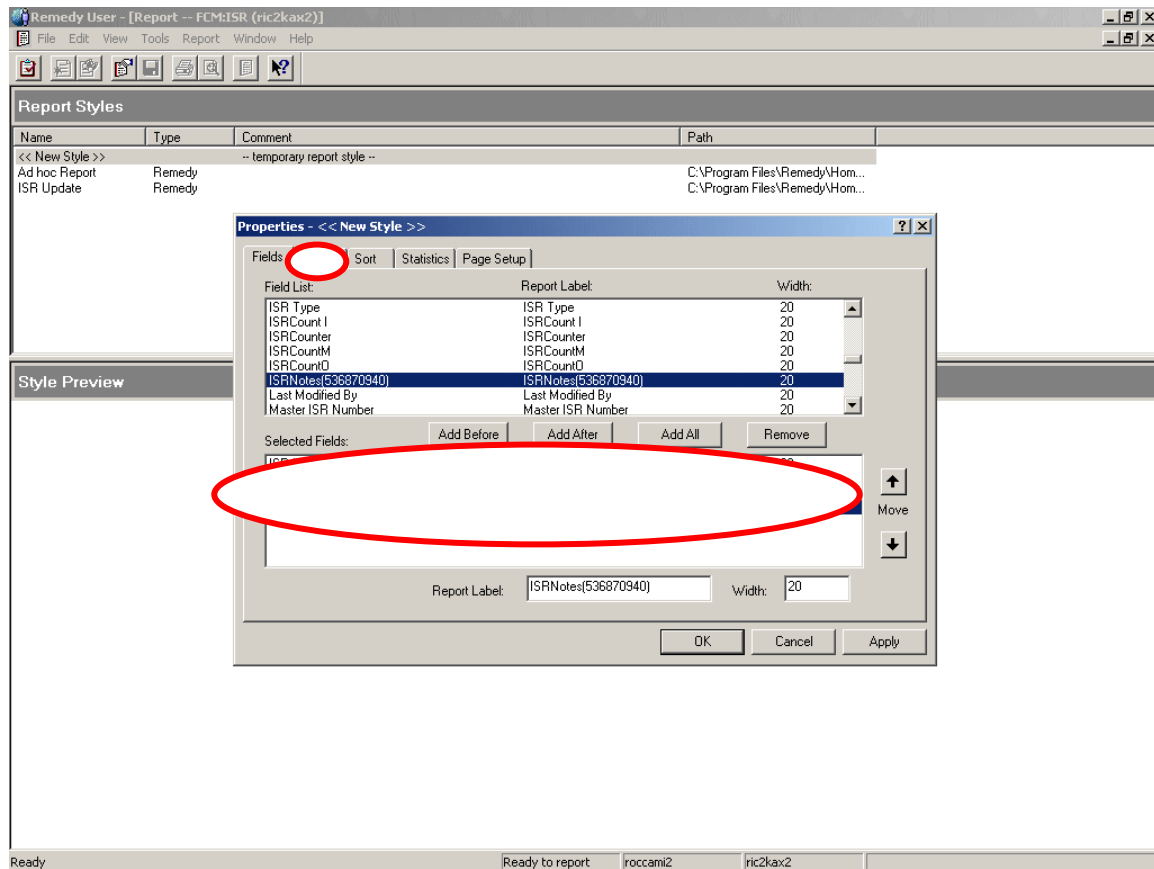 Remedy User - [Report -- FCM:ISR (ric2kax2)]
File Edit View Tools Report Window Help
Report Styles
Name Type Comment Path
<< New Style >> -- temporary report style --
Ad hoc Report Remedy C:\Program Files\Remedy\Hom...
ISR Update Remedy C:\Program Files\Remedy\Hom...
Properties - << New Style >>
Fields Sort Statistics Page Setup
Field List: Report Label: Width:
ISR Type ISR Type 20
ISRCount I ISRCount I 20
ISRCounter ISRCounter 20
ISRCountM ISRCountM 20
ISRCountO ISRCountO 20
ISRNotes(536870940) ISRNotes(536870940) 20
Last Modified By Last Modified By 20
Master ISR Number Master ISR Number 20
Style Preview
Selected Fields: Add Before Add After Add All Remove
Move
Report Label: ISRNotes(536870940) Width: 20
OK Cancel Apply
Ready Ready to report roccami2 ric2kax2